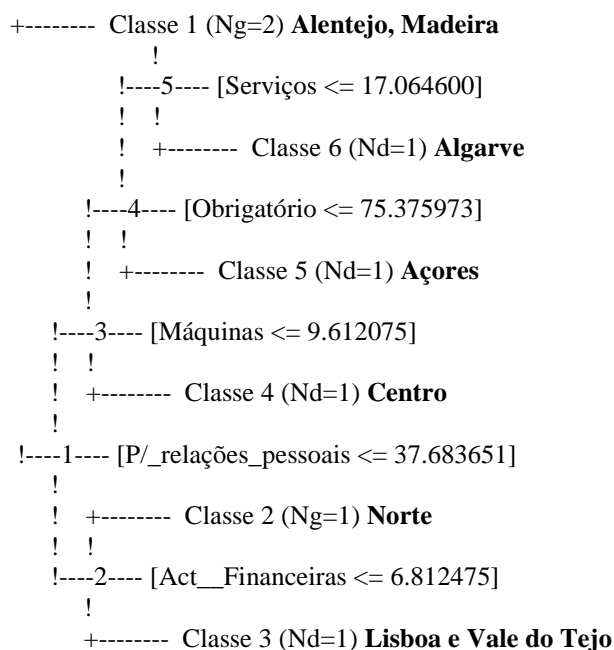 +-------- Classe 1 (Ng=2) Alentejo, Madeira
!
!----5---- [Serviços <= 17.064600]
! !
! +-------- Classe 6 (Nd=1) Algarve
!
!----4---- [Obrigatório <= 75.375973]
! !
! +-------- Classe 5 (Nd=1) Açores
!
!----3---- [Máquinas <= 9.612075]
! !
! +-------- Classe 4 (Nd=1) Centro
!
!----1---- [P/_relações_pessoais <= 37.683651]
!
! +-------- Classe 2 (Ng=1) Norte
! !
!----2---- [Act__Financeiras <= 6.812475]
!
+-------- Classe 3 (Nd=1) Lisboa e Vale do Tejo